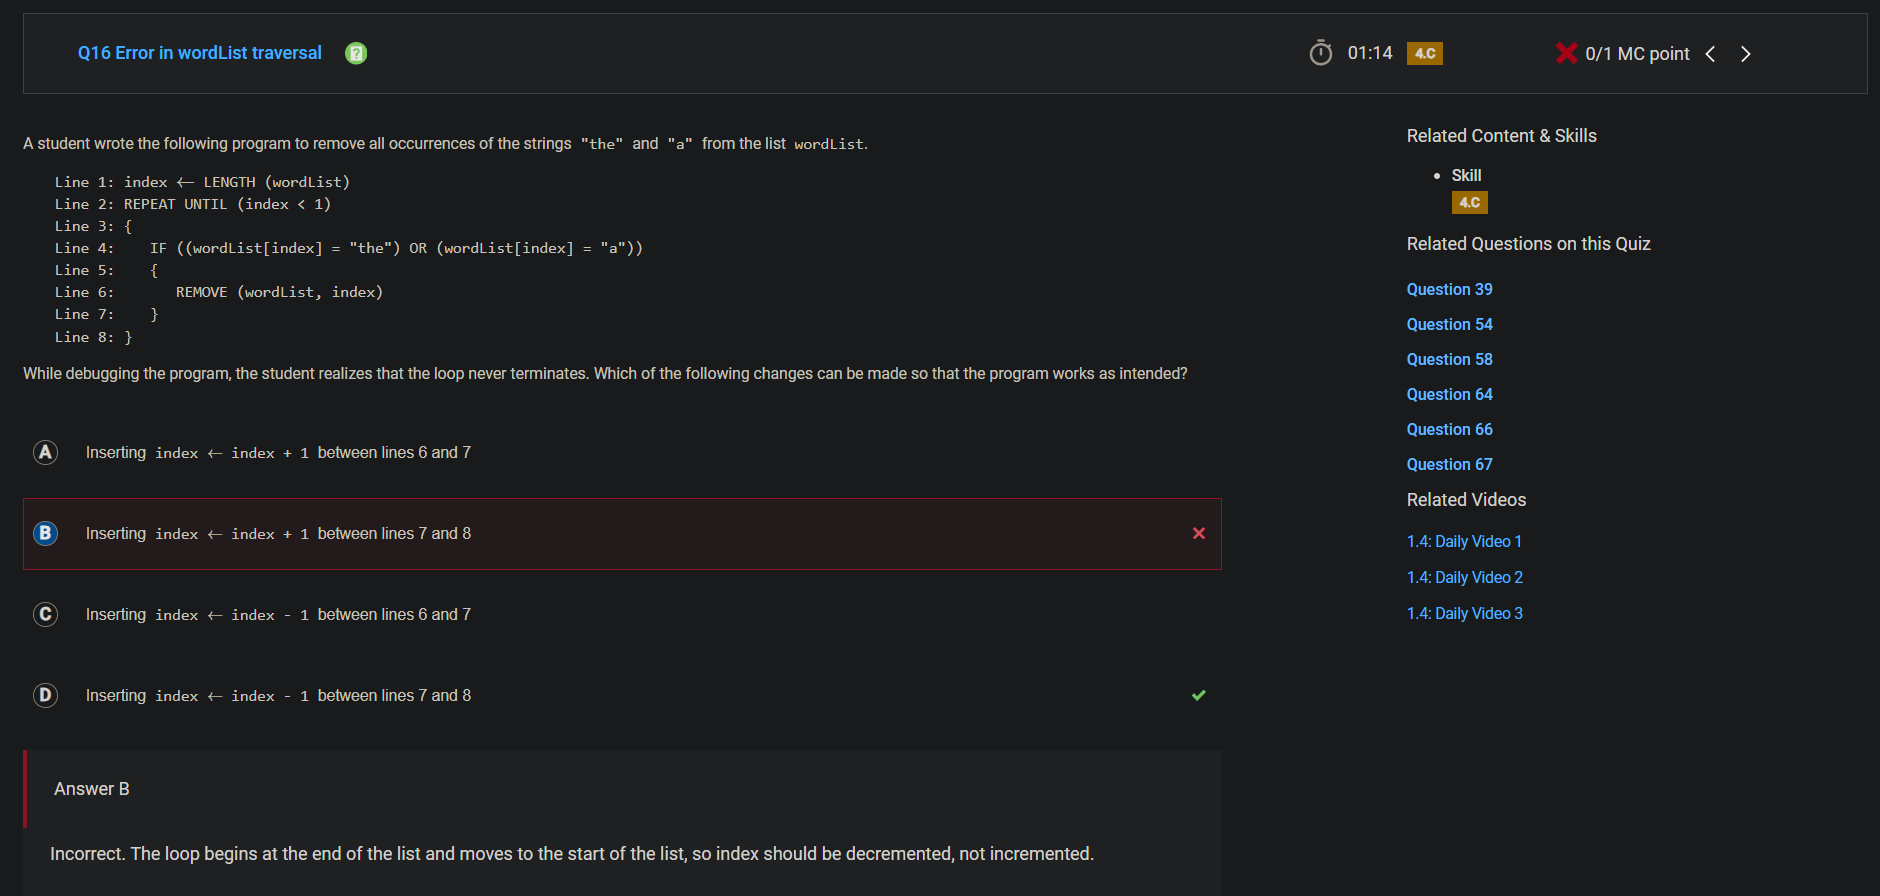 Q16 Error in wordList traversal ?
01:14 4.C
0/1 MC point
A student wrote the following program to remove all occurrences of the strings "the" and "a" from the list wordList.
Line 1: index ← LENGTH (wordList)
Line 2: REPEAT UNTIL (index < 1)
Line 3: {
Line 4: IF ((wordList[index] = "the") OR (wordList[index] = "a"))
Line 5: {
Line 6: REMOVE (wordList, index)
Line 7: }
Line 8: }
While debugging the program, the student realizes that the loop never terminates. Which of the following changes can be made so that the program works as intended?
A Inserting index ← index + 1 between lines 6 and 7
B Inserting index ← index + 1 between lines 7 and 8
C Inserting index ← index - 1 between lines 6 and 7
D Inserting index ← index - 1 between lines 7 and 8
Answer B
Incorrect. The loop begins at the end of the list and moves to the start of the list, so index should be decremented, not incremented.
Related Content & Skills
• Skill
4.C
Related Questions on this Quiz
Question 39
Question 54
Question 58
Question 64
Question 66
Question 67
Related Videos
1.4: Daily Video 1
1.4: Daily Video 2
1.4: Daily Video 3